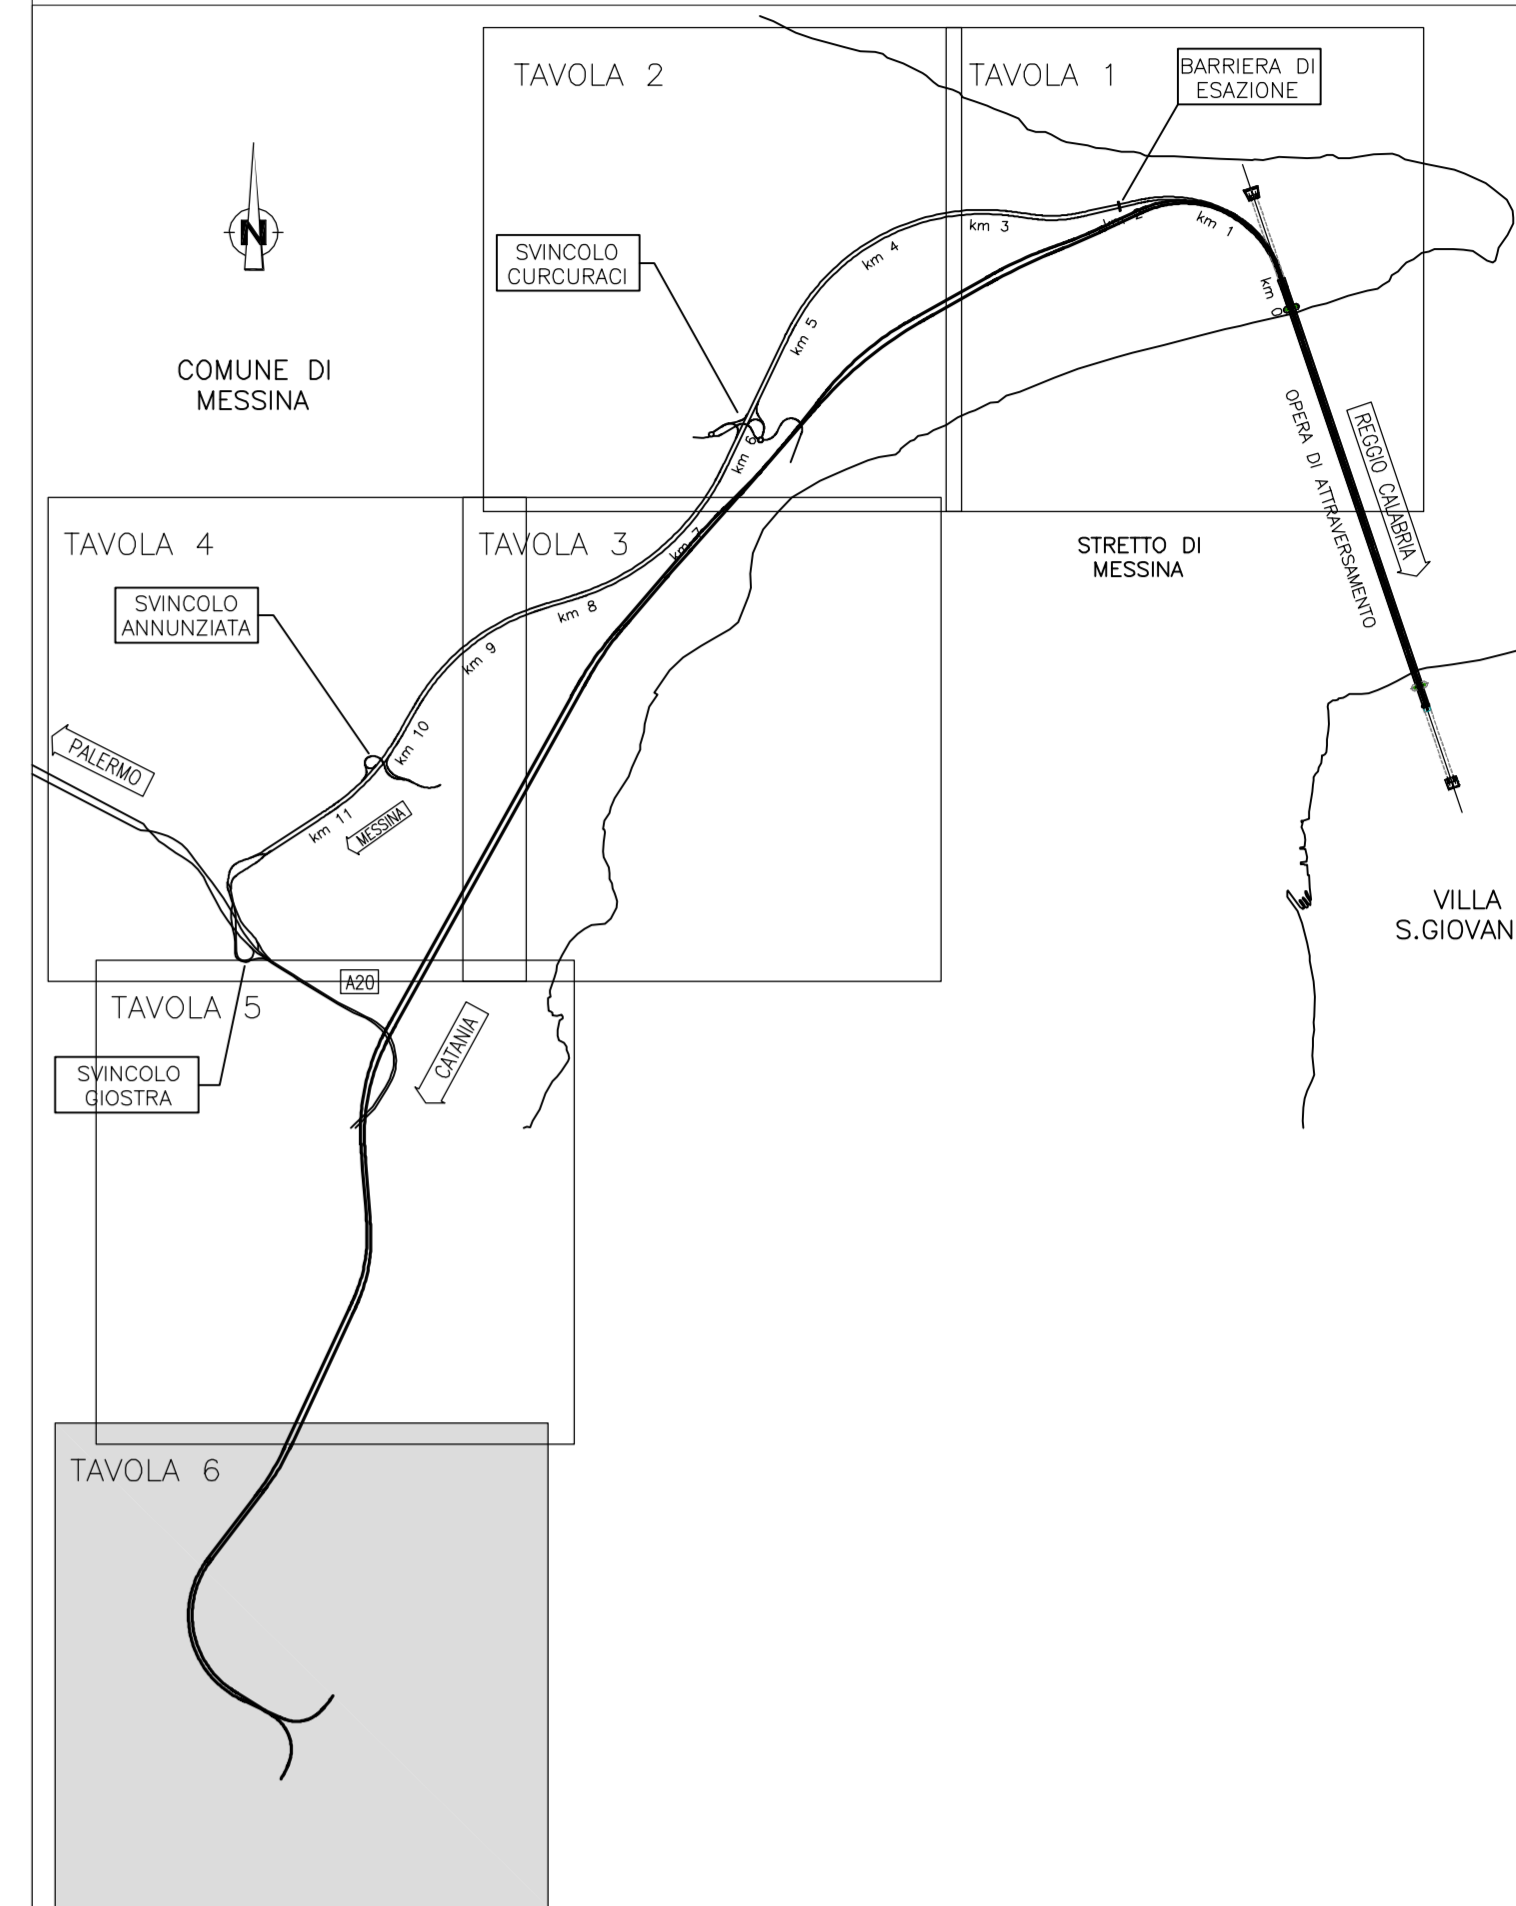 TAVOLA 2
TAVOLA 1
BARRIERA DI
ESAZIONE
N
SVINCOLO
CURCURACI
km 4
km 3
km 2
km 1
km 0
km 5
COMUNE DI
MESSINA
km 6
OPERA DI ATTRAVERSAMENTO
REGGIO CALABRIA
TAVOLA 4
TAVOLA 3
km 7
STRETTO DI
MESSINA
SVINCOLO
ANNUNZIATA
km 8
km 9
km 10
PALERMO
km 11
MESSINA
VILLA
S.GIOVAN
A20
TAVOLA 5
CATANIA
SVINCOLO
GIOSTRA
TAVOLA 6